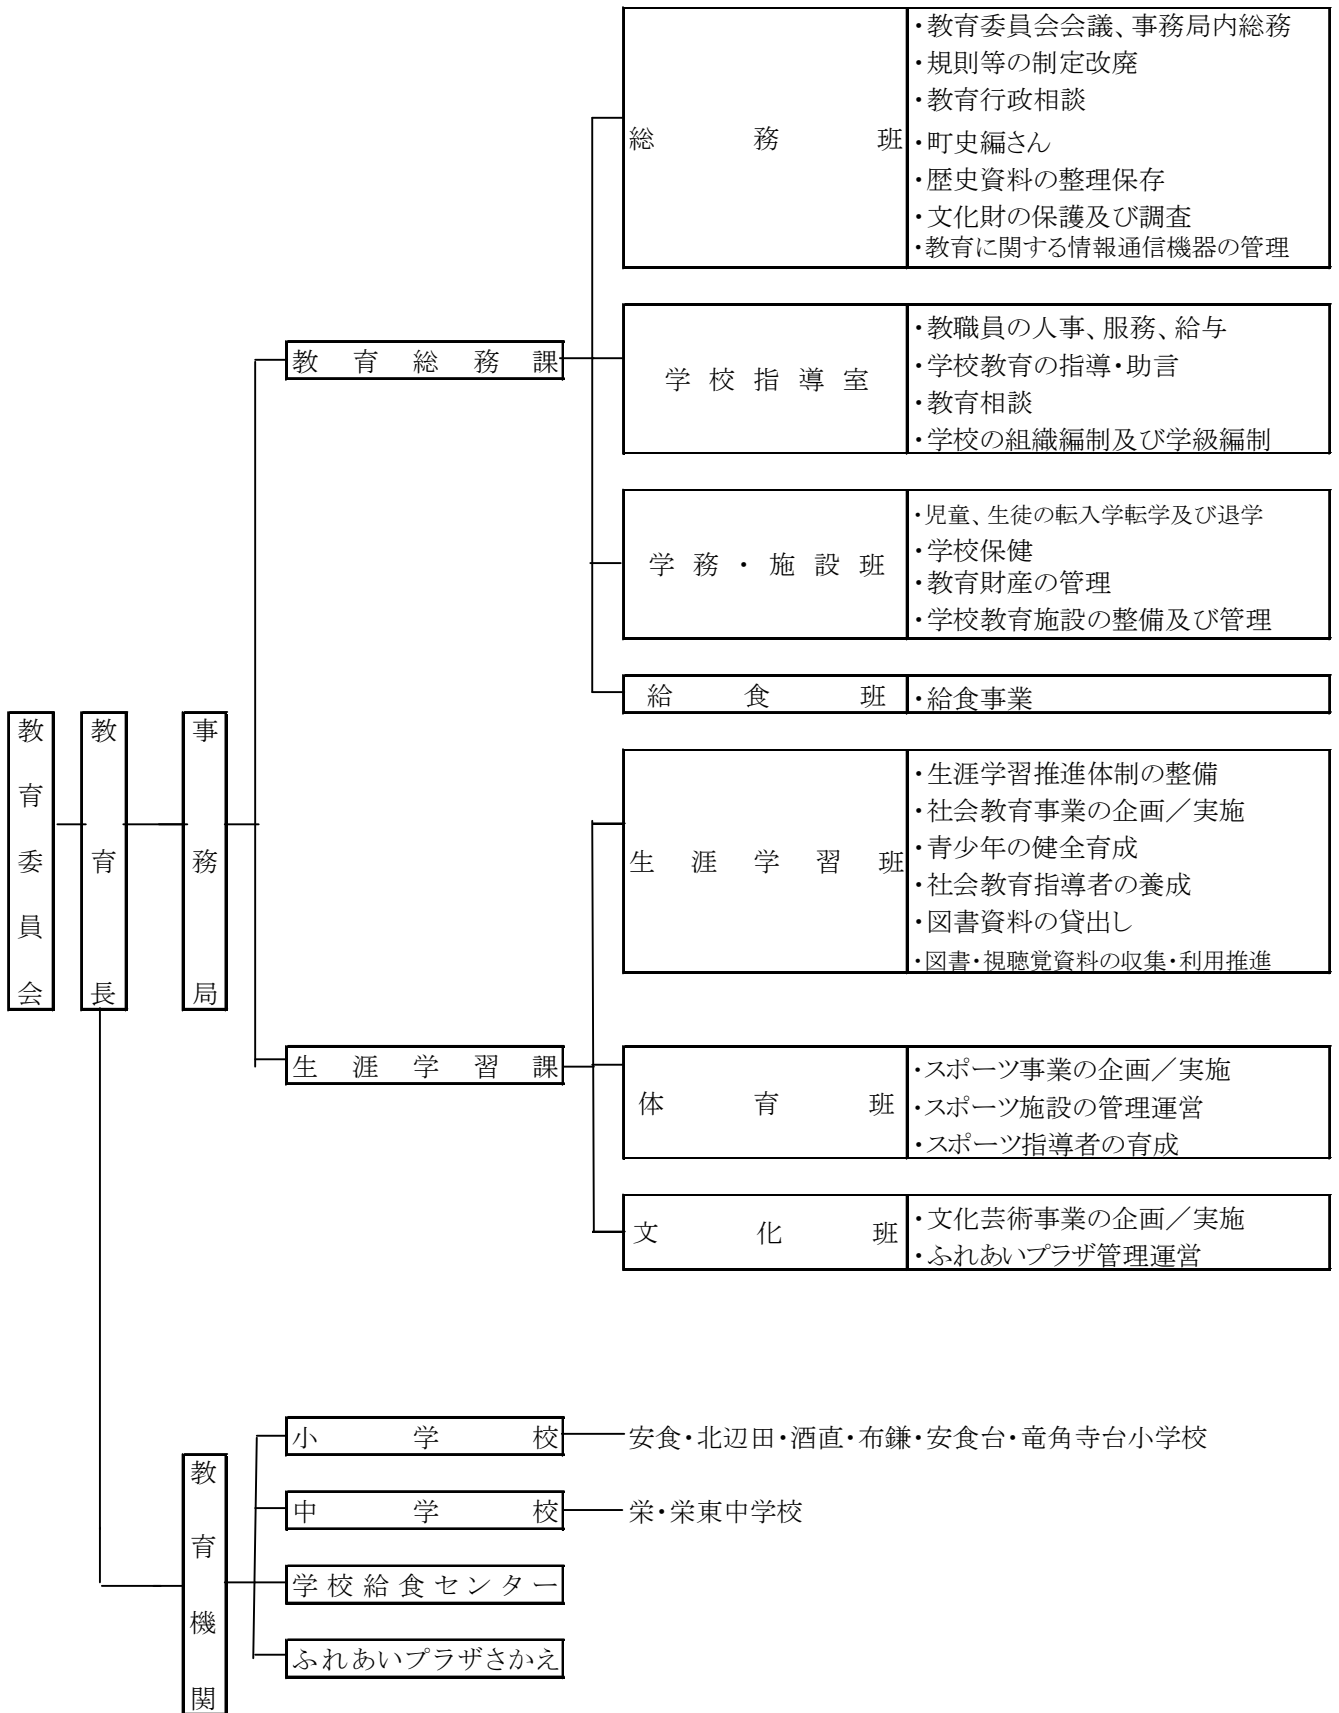 教育委員会
教育長
事務局
教育総務課
総務班
・教育委員会会議、事務局内総務
・規則等の制定改廃
・教育行政相談
・町史編さん
・歴史資料の整理保存
・文化財の保護及び調査
・教育に関する情報通信機器の管理
学校指導室
・教職員の人事、服務、給与
・学校教育の指導・助言
・教育相談
・学校の組織編制及び学級編制
学務・施設班
・児童、生徒の転入学転学及び退学
・学校保健
・教育財産の管理
・学校教育施設の整備及び管理
給食班
・給食事業
生涯学習課
生涯学習班
・生涯学習推進体制の整備
・社会教育事業の企画／実施
・青少年の健全育成
・社会教育指導者の養成
・図書資料の貸出し
・図書・視聴覚資料の収集・利用推進
体育班
・スポーツ事業の企画／実施
・スポーツ施設の管理運営
・スポーツ指導者の育成
文化班
・文化芸術事業の企画／実施
・ふれあいプラザ管理運営
教育機関
小学校
安食・北辺田・酒直・布鎌・安食台・竜角寺台小学校
中学校
栄・栄東中学校
学校給食センター
ふれあいプラザさかえ